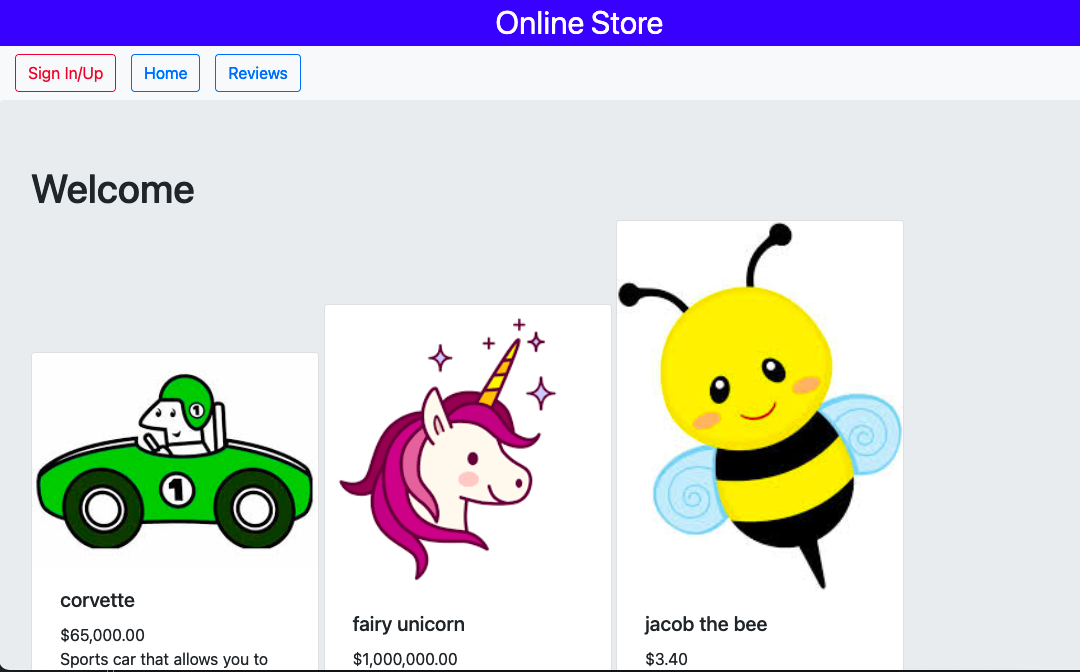 Online Store
Sign In/Up
Home
Reviews
Welcome
1
1
corvette
$65,000.00
Sports car that allows you to
fairy unicorn
$1,000,000.00
jacob the bee
$3.40